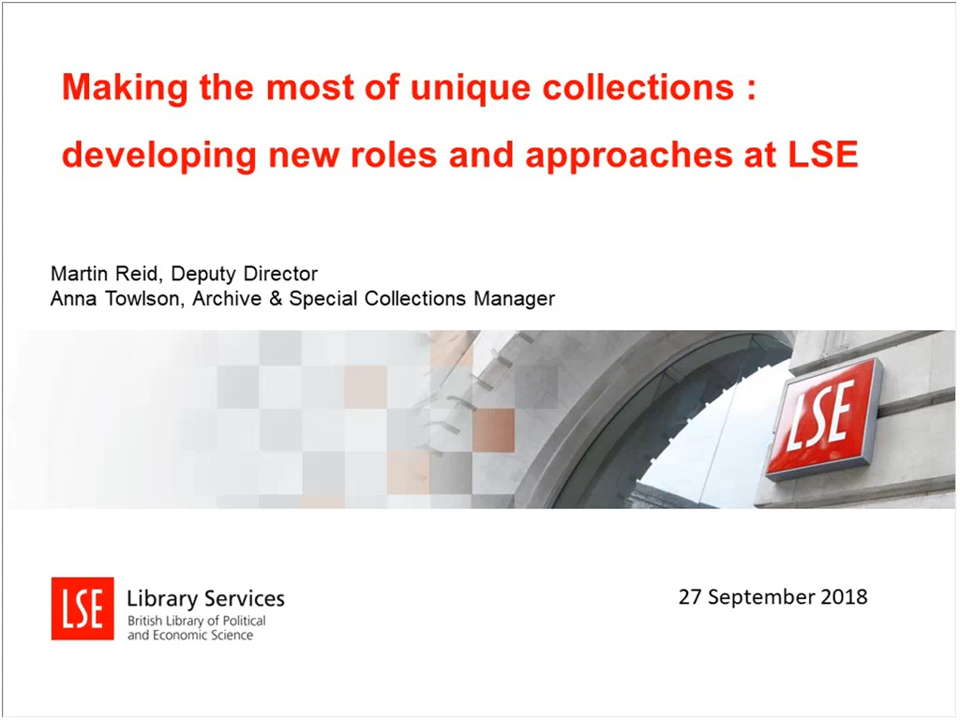 Making the most of unique collections :
developing new roles and approaches at LSE
Martin Reid, Deputy Director
Anna Towlson, Archive & Special Collections Manager
LSE
LSE
Library Services
British Library of Political
and Economic Science
27 September 2018